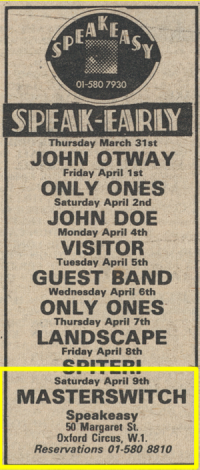 SPEAKEASY
01-580 7930
SPEAK-EARLY
Thursday March 31st
JOHN OTWAY
Friday April 1st
ONLY ONES
Saturday April 2nd
JOHN DOE
Monday April 4th
VISITOR
Tuesday April 5th
GUEST BAND
Wednesday April 6th
ONLY ONES
Thursday April 7th
LANDSCAPE
Friday April 8th
SPITERI
Saturday April 9th
MASTERSWITCH
Speakeasy
50 Margaret St.
Oxford Circus, W.1.
Reservations 01-580 8810